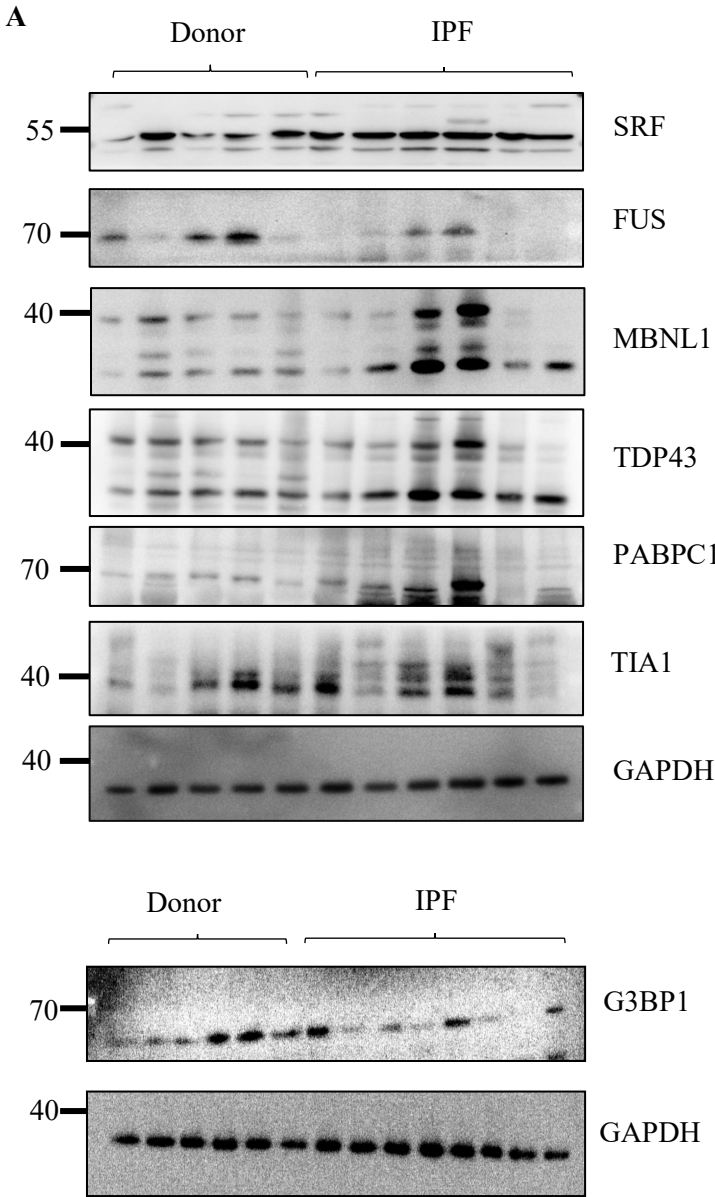 A
Donor IPF
55 SRF
70 FUS
40 MBNL1
40 TDP43
70 PABPC1
40 TIA1
40 GAPDH
Donor IPF
70 G3BP1
40 GAPDH